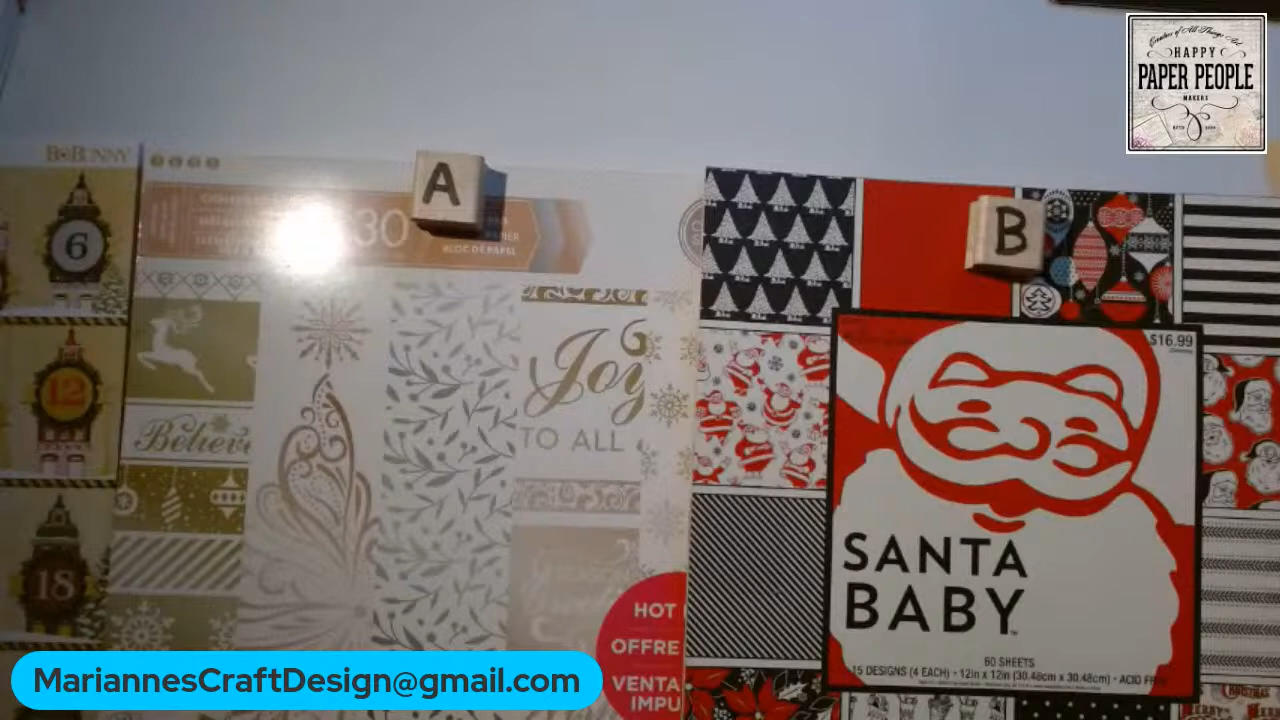 HAPPY
PAPER PEOPLE
MAKERS
BOBUNNY
A
30
BLOC DE PAPEL
B
6
12
18
Believe
Joy
TO ALL
$16.99
SANTA
BABY
60 SHEETS
15 DESIGNS (4 EACH) • 12in x 12in (30.48cm x 30.48cm) • ACID FR
HOT
OFFRE
VENTA
IMPU
MariannesCraftDesign@gmail.com